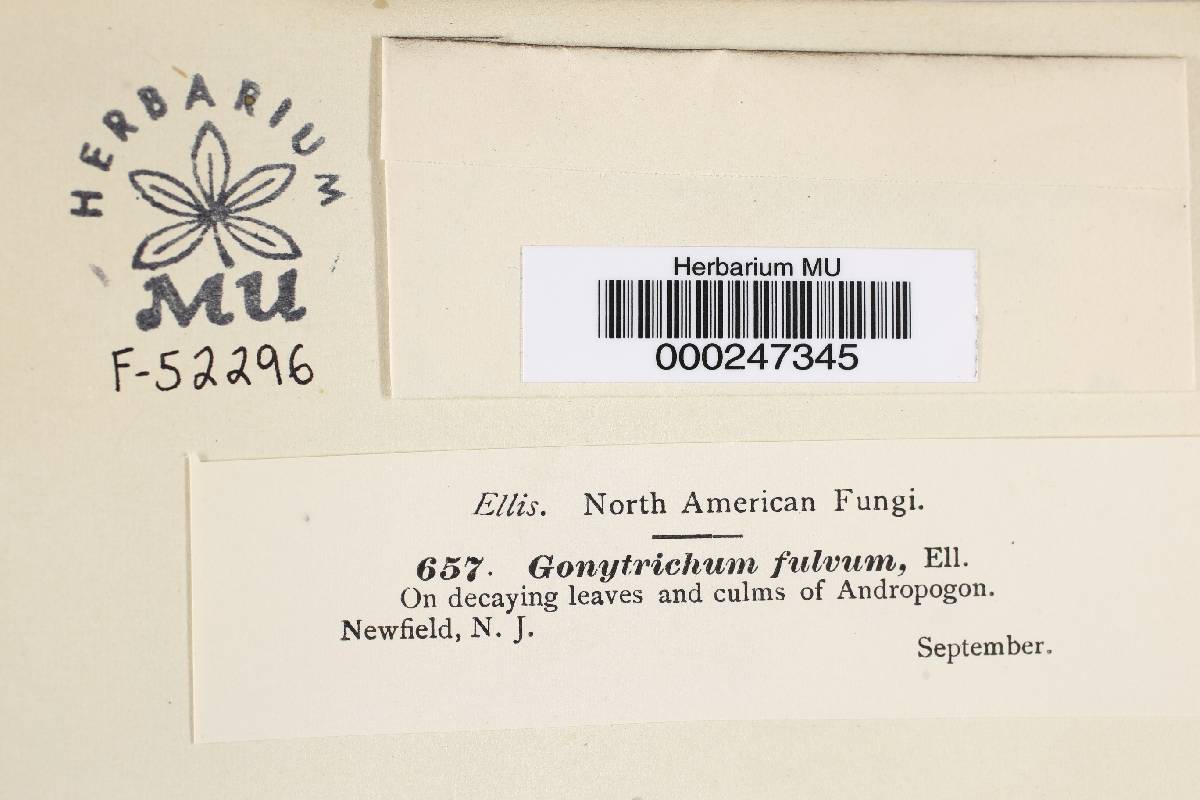 HERBARIUM
MU
F-52296
Herbarium MU
000247345
Ellis. North American Fungi.
657. Gonytrichum fulvum, Ell.
On decaying leaves and culms of Andropogon.
Newfield, N. J.
September.